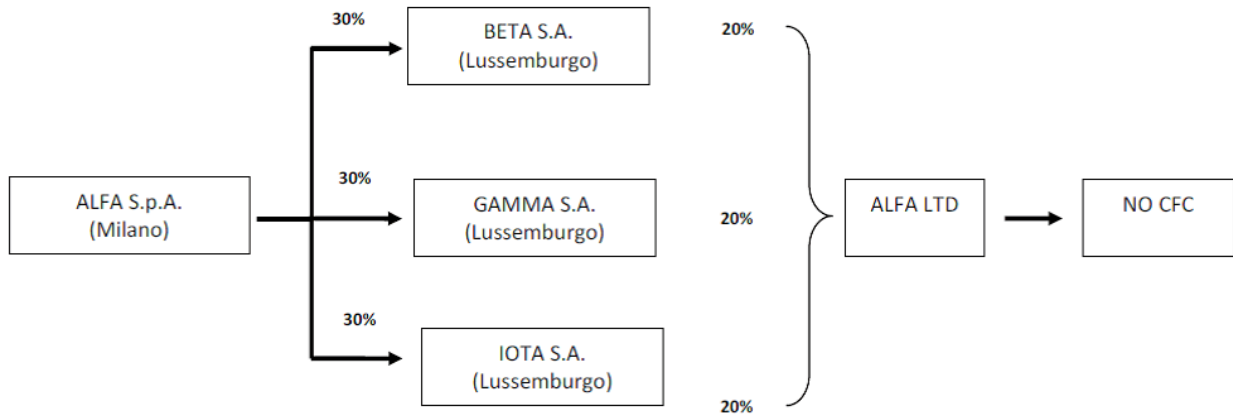 30%
BETA S.A.
(Lussemburgo)
20%
ALFA S.p.A.
(Milano)
30%
GAMMA S.A.
(Lussemburgo)
20%
ALFA LTD
NO CFC
30%
IOTA S.A.
(Lussemburgo)
20%